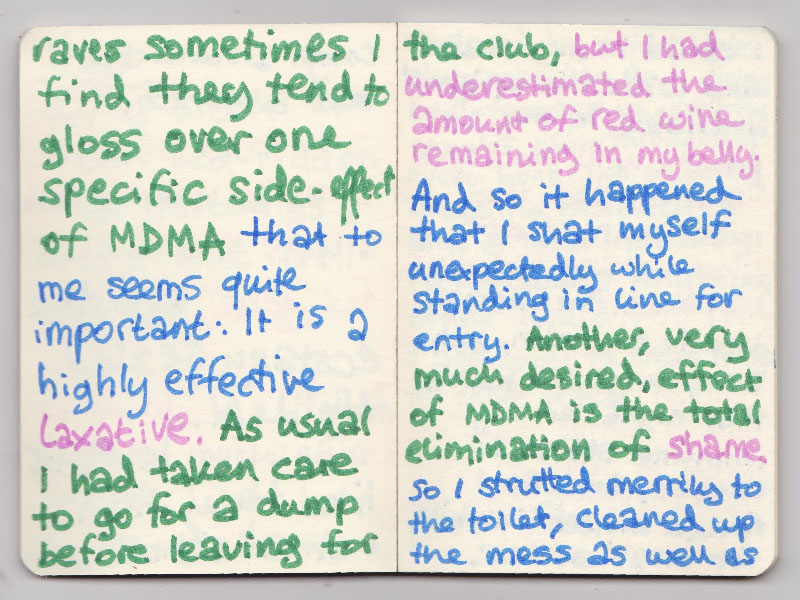 raves sometimes I
find they tend to
gloss over one
specific side-effect
of MDMA that to
me seems quite
important: It is a
highly effective
laxative. As usual
I had taken care
to go for a dump
before leaving for
the club, but I had
underestimated the
amount of red wine
remaining in my belly.
And so it happened
that I shat myself
unexpectedly while
standing in line for
entry. Another, very
much desired, effect
of MDMA is the total
elimination of shame
so I strutted merrily to
the toilet, cleaned up
the mess as well as